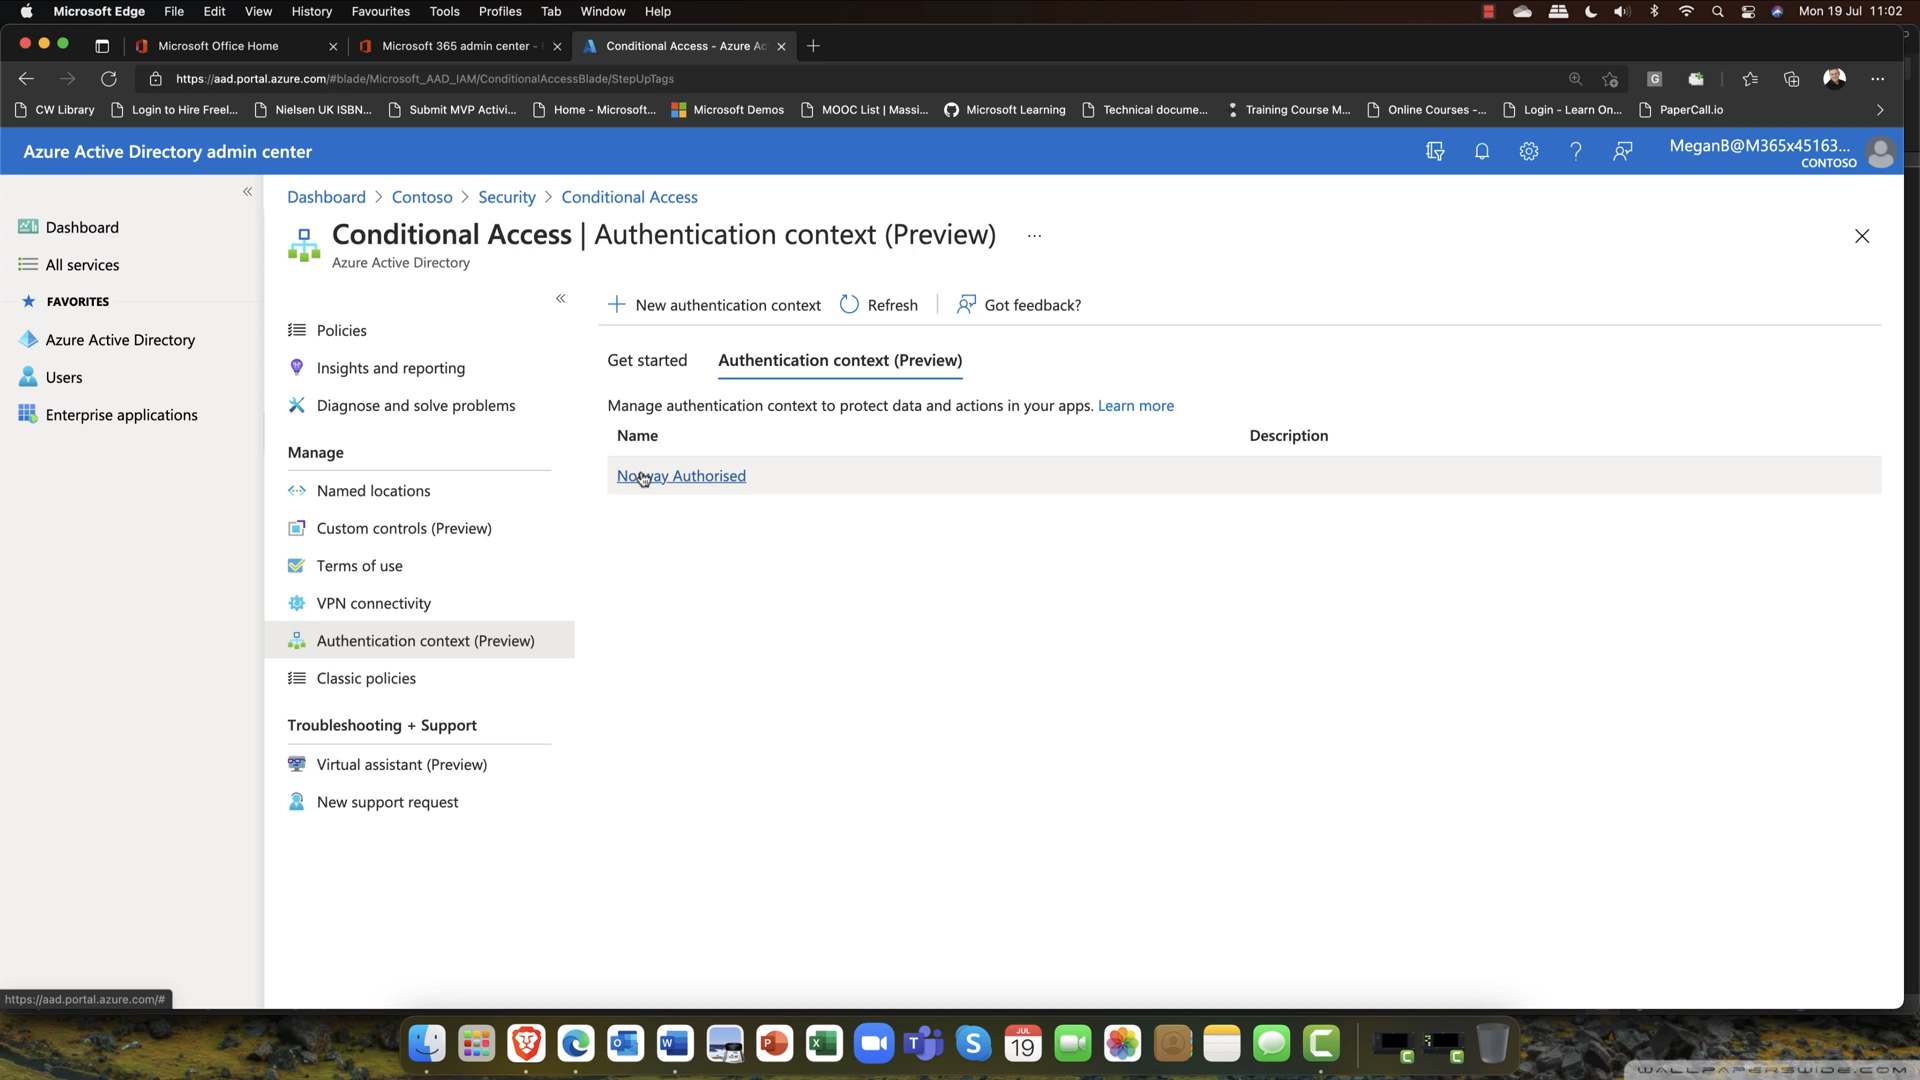 Microsoft Edge File Edit View History Favourites Tools Profiles Tab Window Help Mon 19 Jul 11:02
Microsoft Office Home
Microsoft 365 admin center -
Conditional Access - Azure Ac
https://aad.portal.azure.com/#blade/Microsoft_AAD_IAM/ConditionalAccessBlade/StepUpTags
CW Library Login to Hire Freel... Nielsen UK ISBN... Submit MVP Activi... Home - Microsoft... Microsoft Demos MOOC List | Massi... Microsoft Learning Technical docume... Training Course M... Online Courses -... Login - Learn On... PaperCall.io
Azure Active Directory admin center
MeganB@M365x45163...
CONTOSO
Dashboard
All services
FAVORITES
Azure Active Directory
Users
Enterprise applications
Dashboard > Contoso > Security > Conditional Access
Conditional Access | Authentication context (Preview) ...
Azure Active Directory
Policies
Insights and reporting
Diagnose and solve problems
Manage
Named locations
Custom controls (Preview)
Terms of use
VPN connectivity
Authentication context (Preview)
Classic policies
Troubleshooting + Support
Virtual assistant (Preview)
New support request
New authentication context Refresh Got feedback?
Get started Authentication context (Preview)
Manage authentication context to protect data and actions in your apps. Learn more
Name Description
Norway Authorised
https://aad.portal.azure.com/#
JUL
19
WALLPAPERSWIDE.COM